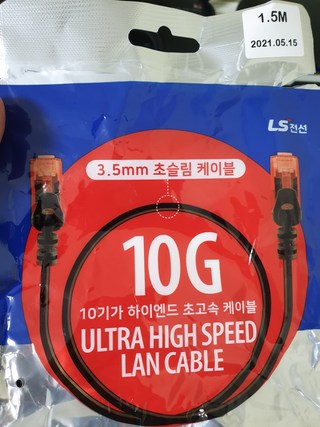 1.5M
2021.05.15
LS전선
3.5mm 초슬림 케이블
10G
10기가 하이엔드 초고속 케이블
ULTRA HIGH SPEED
LAN CABLE